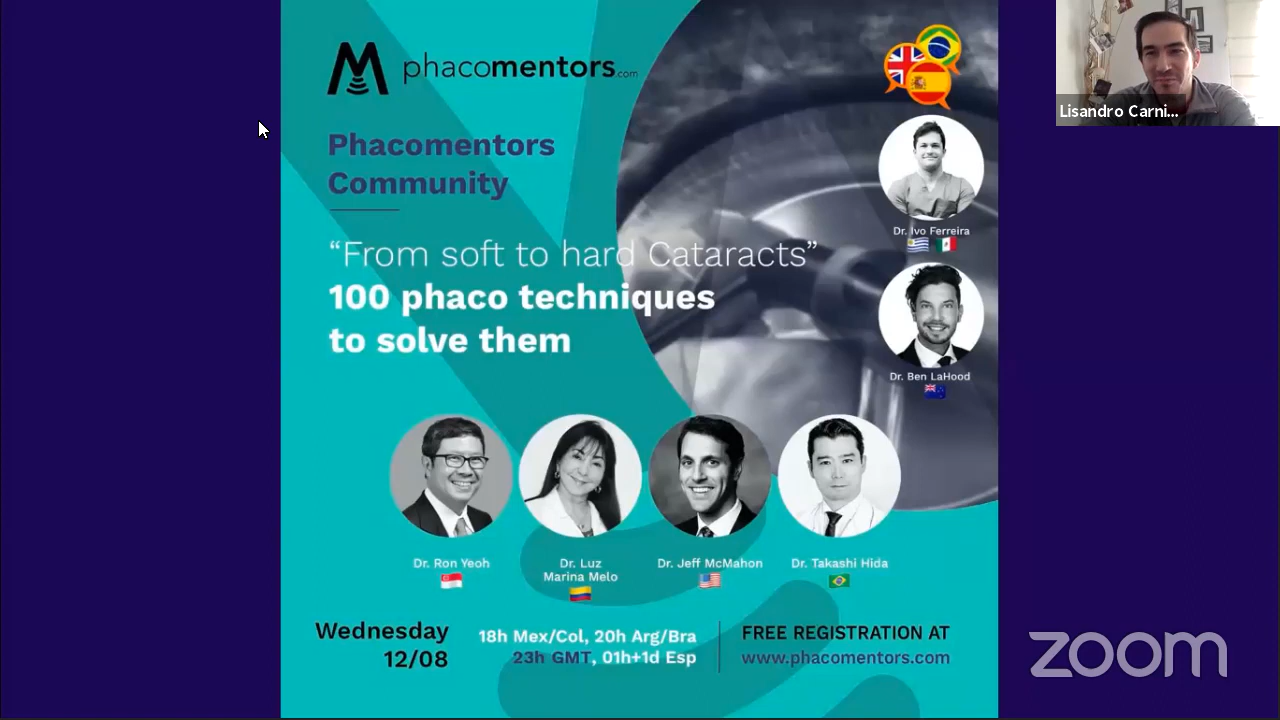 phacomentors.com
Lisandro Carni...
Phacomentors
Community
Dr. Ivo Ferreira
“From soft to hard Cataracts”
100 phaco techniques
to solve them
Dr. Ben LaHood
Dr. Ron Yeoh
Dr. Luz
Marina Melo
Dr. Jeff McMahon
Dr. Takashi Hida
Wednesday
12/08
18h Mex/Col, 20h Arg/Bra
23h GMT, 01h+1d Esp
FREE REGISTRATION AT
www.phacomentors.com
zoom